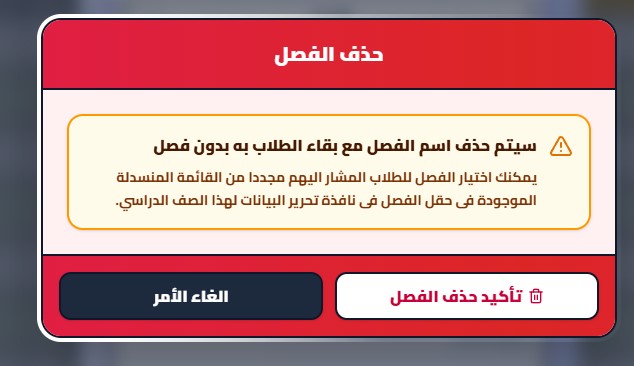 حذف الفصل
سيتم حذف اسم الفصل مع بقاء الطلاب به بدون فصل
يمكنك اختيار الفصل للطلاب المشار اليهم مجددا من القائمة المنسدلة
الموجودة فى حقل الفصل فى نافذة تحرير البيانات لهذا الصف الدراسي.
تأكيد حذف الفصل
الغاء الأمر